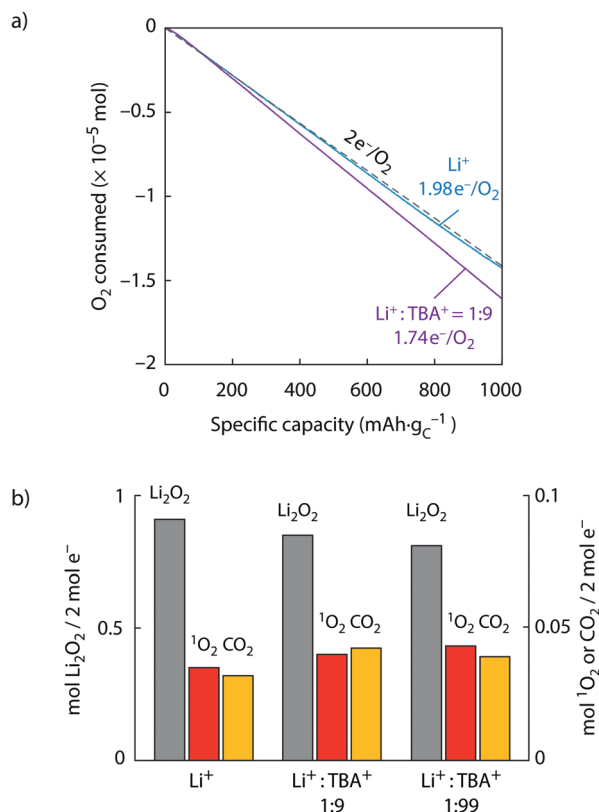 a)
0
−0.5
−1
−1.5
−2
O₂ consumed (× 10⁻⁵ mol)
2e⁻/O₂
Li⁺
1.98e⁻/O₂
Li⁺:TBA⁺ = 1:9
1.74e⁻/O₂
0 200 400 600 800 1000
Specific capacity (mAh·g_C⁻¹)
b)
1
0.5
0
mol Li₂O₂ / 2 mol e⁻
Li₂O₂
¹O₂ CO₂
Li₂O₂
¹O₂ CO₂
Li₂O₂
¹O₂ CO₂
0.1
0.05
0
mol ¹O₂ or CO₂ / 2 mol e⁻
Li⁺
Li⁺:TBA⁺
1:9
Li⁺:TBA⁺
1:99